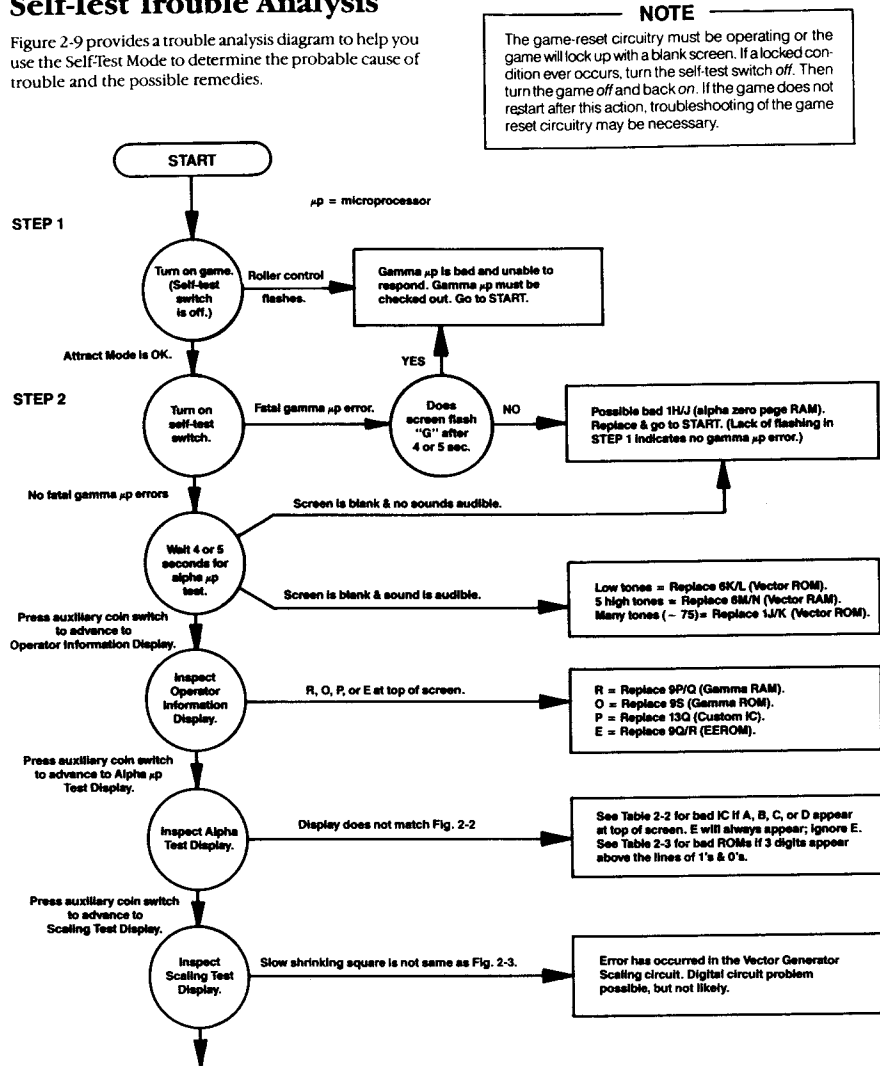 Self-Test Trouble Analysis
Figure 2-9 provides a trouble analysis diagram to help you
use the Self-Test Mode to determine the probable cause of
trouble and the possible remedies.
NOTE
The game-reset circuitry must be operating or the
game will lock up with a blank screen. If a locked con-
dition ever occurs, turn the self-test switch off. Then
turn the game off and back on. If the game does not
restart after this action, troubleshooting of the game
reset circuitry may be necessary.
START
μp = microprocessor
STEP 1
Turn on game.
(Self-test
switch
is off.)
Roller control
flashes.
Gamma μp is bad and unable to
respond. Gamma μp must be
checked out. Go to START.
Attract Mode is OK.
YES
STEP 2
Turn on
self-test
switch.
Fatal gamma μp error.
Does
screen flash
"G" after
4 or 5 sec.
NO
Possible bad 1H/J (alpha zero page RAM).
Replace & go to START. (Lack of flashing in
STEP 1 indicates no gamma μp error.)
No fatal gamma μp errors
Screen is blank & no sounds audible.
Wait 4 or 5
seconds for
alpha μp
test.
Screen is blank & sound is audible.
Low tones = Replace 6K/L (Vector ROM).
5 high tones = Replace 6M/N (Vector RAM).
Many tones (~ 75)= Replace 1J/K (Vector ROM).
Press auxiliary coin switch
to advance to
Operator Information Display.
Inspect
Operator
Information
Display.
R, O, P, or E at top of screen.
R = Replace 9P/Q (Gamma RAM).
O = Replace 9S (Gamma ROM).
P = Replace 13Q (Custom IC).
E = Replace 9Q/R (EEROM).
Press auxiliary coin switch
to advance to Alpha μp
Test Display.
Inspect Alpha
Test Display.
Display does not match Fig. 2-2
See Table 2-2 for bad IC if A, B, C, or D appear
at top of screen. E will always appear; ignore E.
See Table 2-3 for bad ROMs if 3 digits appear
above the lines of 1's & 0's.
Press auxiliary coin switch
to advance to
Scaling Test Display.
Inspect
Scaling Test
Display.
Slow shrinking square is not same as Fig. 2-3.
Error has occurred in the Vector Generator
Scaling circuit. Digital circuit problem
possible, but not likely.